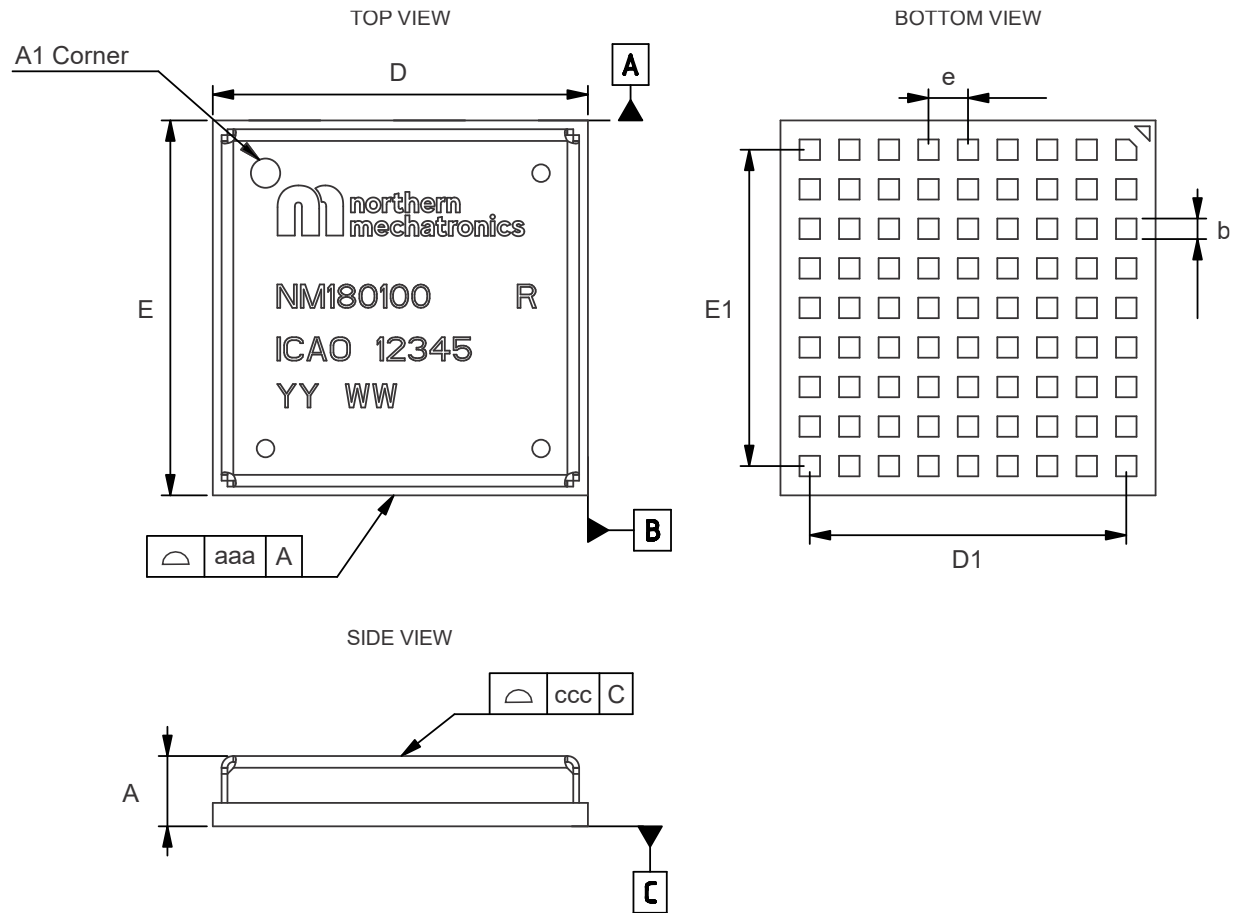 TOP VIEW
BOTTOM VIEW
A1 Corner
D
A
e
northern
mechatronics
NM180100 R
ICAO 12345
YY WW
E
E1
b
B
aaa A
D1
SIDE VIEW
ccc C
A
C